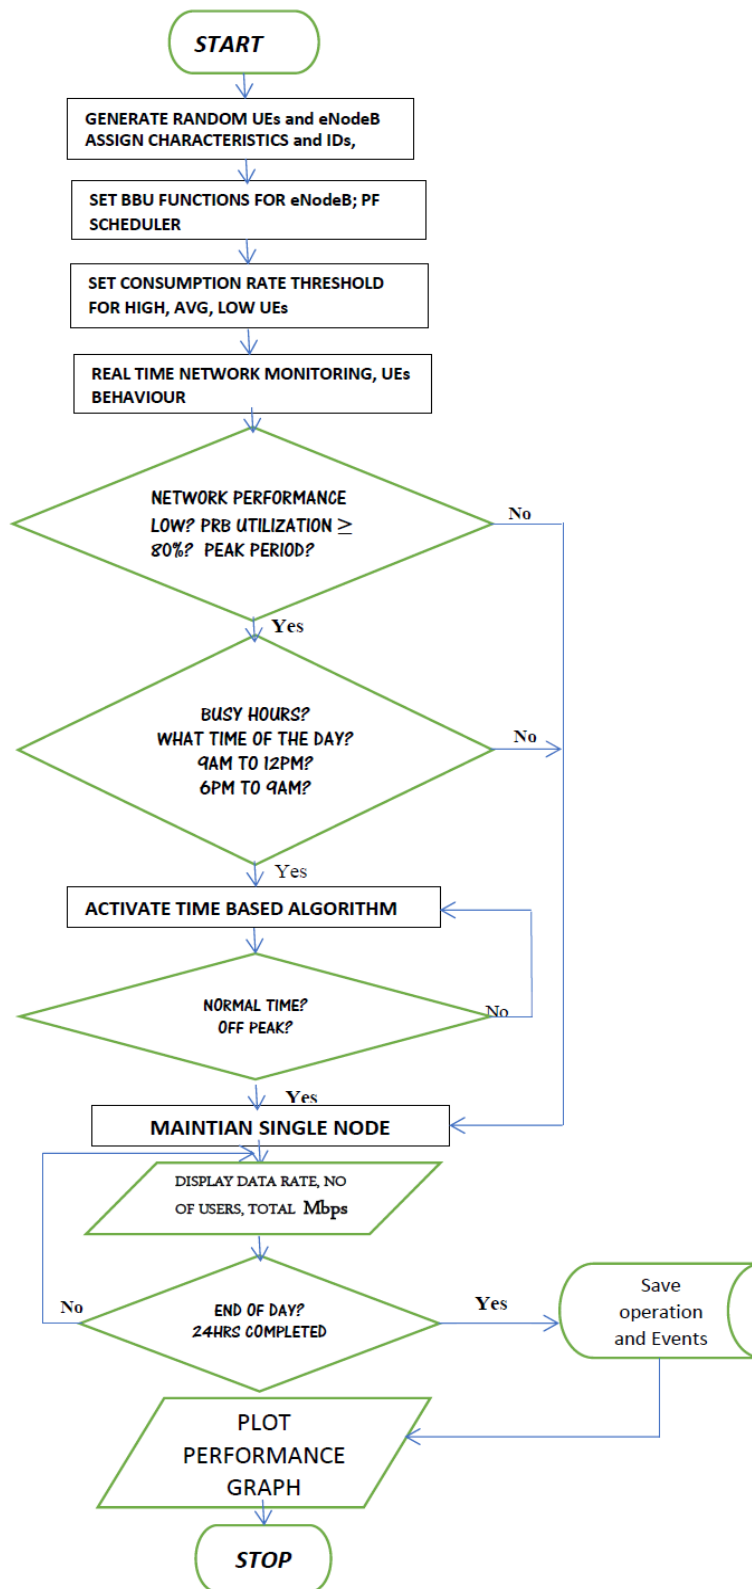 START
GENERATE RANDOM UEs and eNodeB
ASSIGN CHARACTERISTICS and IDs,
SET BBU FUNCTIONS FOR eNodeB; PF
SCHEDULER
SET CONSUMPTION RATE THRESHOLD
FOR HIGH, AVG, LOW UEs
REAL TIME NETWORK MONITORING, UEs
BEHAVIOUR
NETWORK PERFORMANCE
LOW? PRB UTILIZATION ≥
80%? PEAK PERIOD?
No
Yes
BUSY HOURS?
WHAT TIME OF THE DAY?
9AM TO 12PM?
6PM TO 9AM?
No
Yes
ACTIVATE TIME BASED ALGORITHM
NORMAL TIME?
OFF PEAK?
No
Yes
MAINTIAN SINGLE NODE
DISPLAY DATA RATE, NO
OF USERS, TOTAL Mbps
END OF DAY?
24HRS COMPLETED
No
Yes
Save
operation
and Events
PLOT
PERFORMANCE
GRAPH
STOP